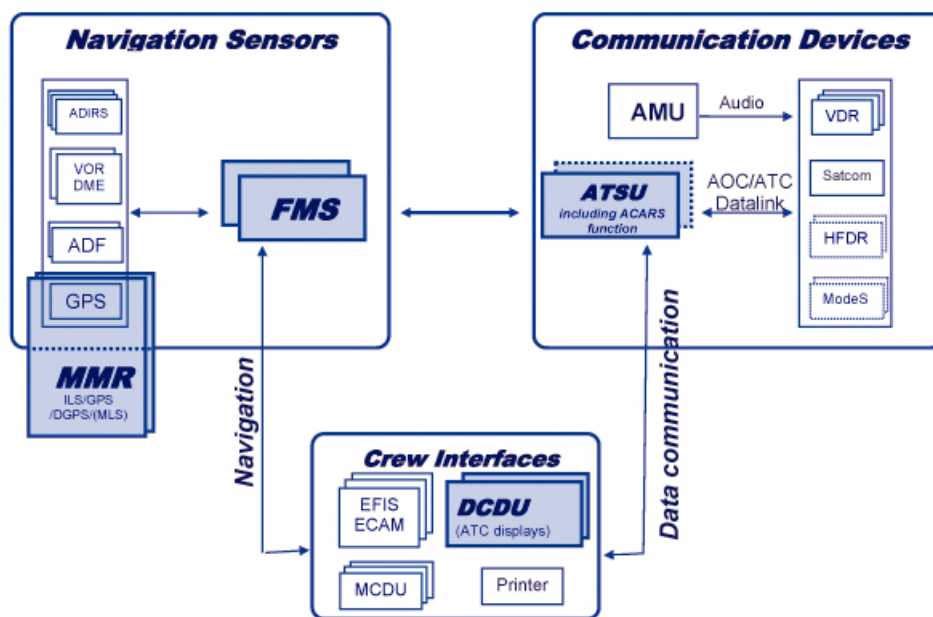 Navigation Sensors
ADIRS
VOR
DME
ADF
GPS
MMR
ILS/GPS
/DGPS/(MLS)
FMS
Communication Devices
AMU
Audio
VDR
ATSU
including ACARS
function
AOC/ATC
Datalink
Satcom
HFDR
ModeS
Navigation
Data communication
Crew Interfaces
EFIS
ECAM
DCDU
(ATC displays)
MCDU
Printer